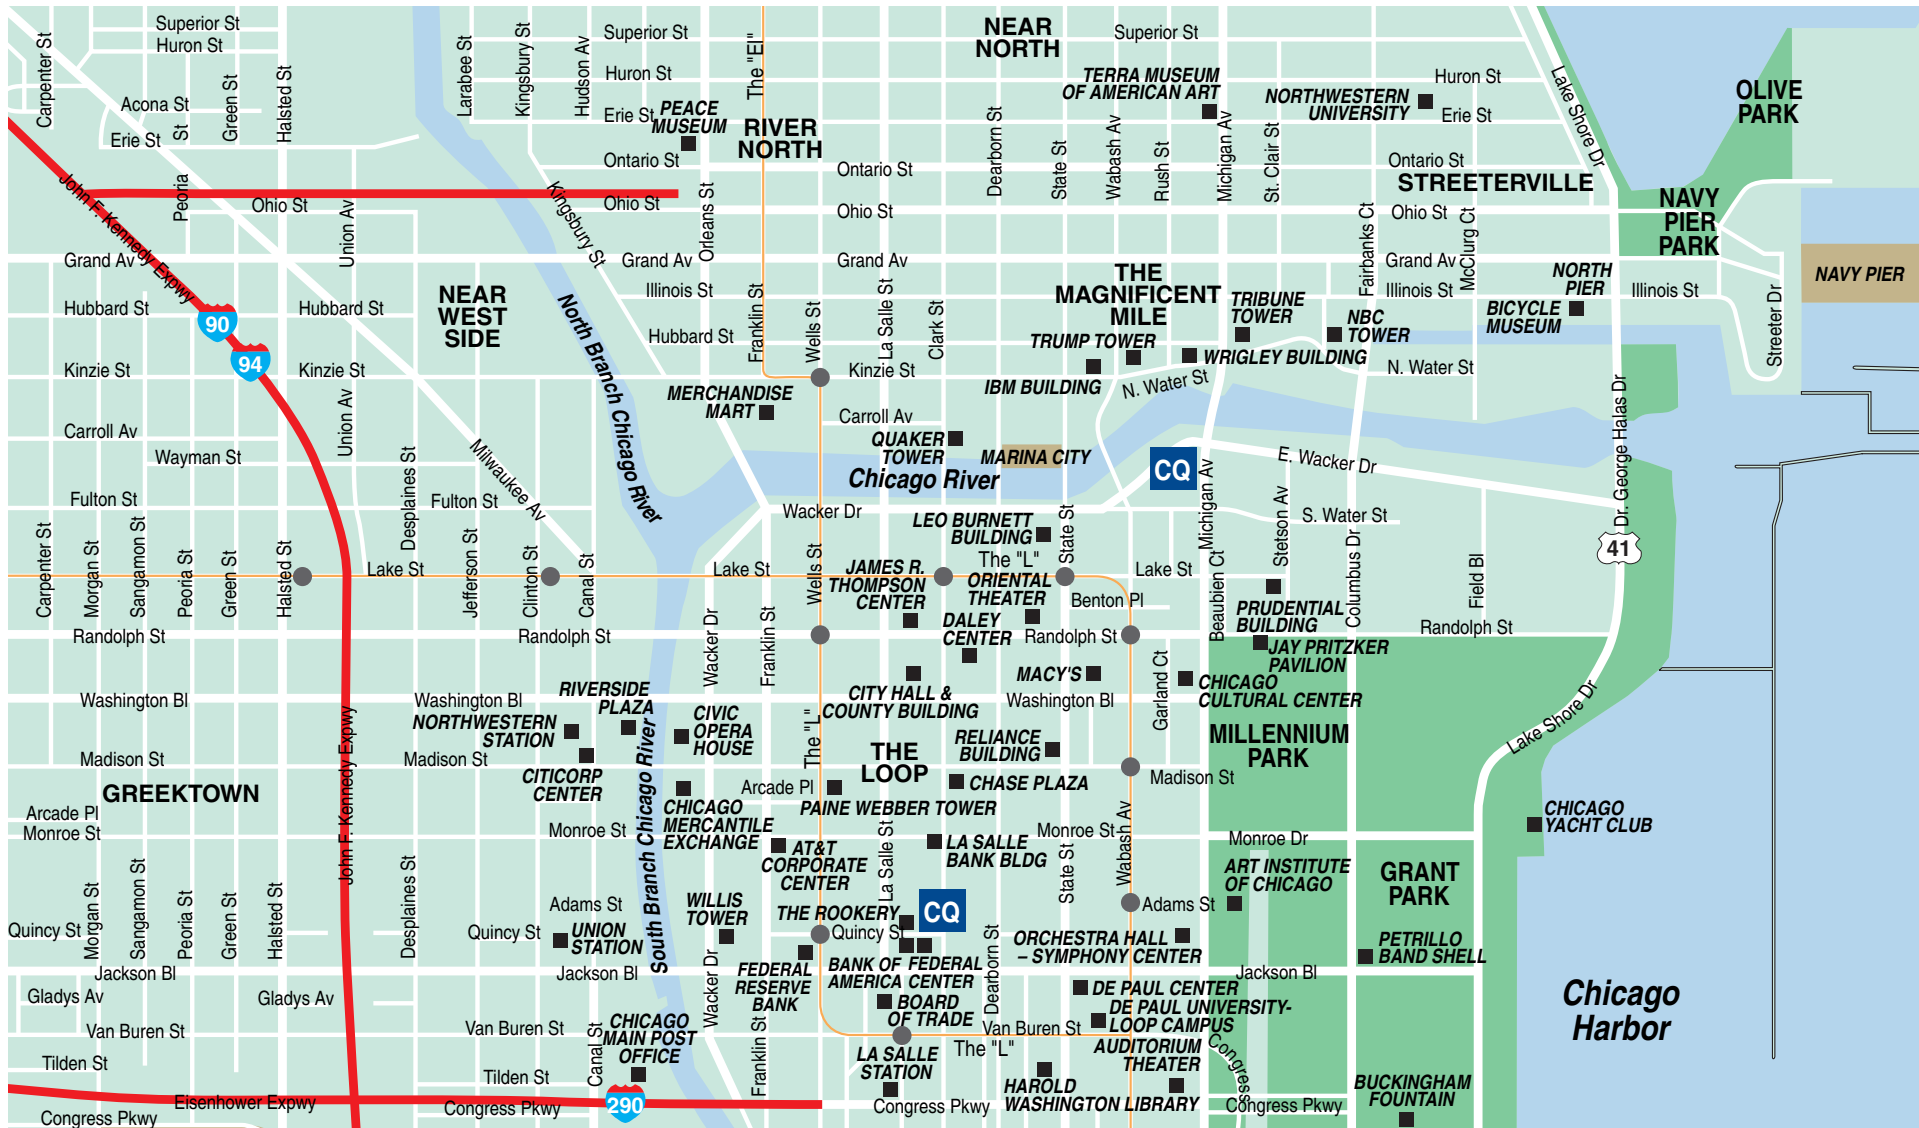 Superior St
Huron St
Carpenter St
Acona St
Erie St
Peoria St
Green St
Halsted St
Larabee St
Kingsbury St
Hudson Av
Superior St
Huron St
Erie St
PEACE
MUSEUM
Ontario St
The "El"
RIVER
NORTH
NEAR
NORTH
Superior St
TERRA MUSEUM
OF AMERICAN ART
NORTHWESTERN
UNIVERSITY
Huron St
Erie St
Lake Shore Dr
OLIVE
PARK
Ontario St
Dearborn St
State St
Wabash Av
Rush St
Michigan Av
St. Clair St
Ontario St
STREETERVILLE
John F. Kennedy Expwy
Ohio St
Union Av
Kingsbury St
Ohio St
Orleans St
Ohio St
Fairbanks Ct
Ohio St
McClurg Ct
NAVY
PIER
PARK
Grand Av
Grand Av
Grand Av
Grand Av
NORTH
PIER
NAVY PIER
Hubbard St
90
Hubbard St
NEAR
WEST
SIDE
North Branch Chicago River
Illinois St
Hubbard St
Franklin St
Wells St
La Salle St
Clark St
THE
MAGNIFICENT
MILE
TRIBUNE
TOWER
NBC
TOWER
Illinois St
BICYCLE
MUSEUM
Illinois St
Streeter Dr
TRUMP TOWER
WRIGLEY BUILDING
IBM BUILDING
N. Water St
N. Water St
Kinzie St
94
Kinzie St
Kinzie St
MERCHANDISE
MART
Carroll Av
Carroll Av
Union Av
Wayman St
Milwaukee Av
QUAKER
TOWER
MARINA CITY
Chicago River
CQ
Michigan Av
E. Wacker Dr
Dr. George Halas Dr
Fulton St
Desplaines St
Fulton St
Wacker Dr
LEO BURNETT
BUILDING
State St
Stetson Av
S. Water St
41
Carpenter St
Morgan St
Sangamon St
Peoria St
Green St
Halsted St
Lake St
Jefferson St
Clinton St
Canal St
Lake St
Wells St
JAMES R.
THOMPSON
CENTER
The "L"
ORIENTAL
THEATER
Lake St
Benton Pl
Beaubien Ct
Columbus Dr
Field Bl
PRUDENTIAL
BUILDING
Randolph St
Randolph St
Wacker Dr
Franklin St
DALEY
CENTER
Randolph St
Randolph St
JAY PRITZKER
PAVILION
MACY'S
Garland Ct
CHICAGO
CULTURAL CENTER
Washington Bl
Washington Bl
RIVERSIDE
PLAZA
NORTHWESTERN
STATION
CIVIC
OPERA
HOUSE
CITY HALL &
COUNTY BUILDING
Washington Bl
MILLENNIUM
PARK
Lake Shore Dr
Madison St
John F. Kennedy Expwy
Madison St
CITICORP
CENTER
South Branch Chicago River
The "L"
THE
LOOP
RELIANCE
BUILDING
Madison St
GREEKTOWN
Arcade Pl
Monroe St
Monroe St
CHICAGO
MERCANTILE
EXCHANGE
Arcade Pl
PAINE WEBBER TOWER
CHASE PLAZA
CHICAGO
YACHT CLUB
AT&T
CORPORATE
CENTER
La Salle St
LA SALLE
BANK BLDG
Monroe St
State St
Wabash Av
Monroe Dr
ART INSTITUTE
OF CHICAGO
GRANT
PARK
Quincy St
Morgan St
Sangamon St
Peoria St
Green St
Halsted St
Desplaines St
Adams St
Quincy St
UNION
STATION
WILLIS
TOWER
THE ROOKERY
CQ
Quincy St
Dearborn St
Adams St
ORCHESTRA HALL
– SYMPHONY CENTER
PETRILLO
BAND SHELL
Jackson Bl
Jackson Bl
Jackson Bl
FEDERAL
RESERVE
BANK
BANK OF
AMERICA
FEDERAL
CENTER
Gladys Av
Gladys Av
Wacker Dr
BOARD
OF TRADE
DE PAUL CENTER
DE PAUL UNIVERSITY-
LOOP CAMPUS
Chicago
Harbor
Van Buren St
Van Buren St
Van Buren St
The "L"
Canal St
CHICAGO
MAIN POST
OFFICE
Franklin St
LA SALLE
STATION
AUDITORIUM
THEATER
Congress
Tilden St
Tilden St
HAROLD
WASHINGTON LIBRARY
BUCKINGHAM
FOUNTAIN
Eisenhower Expwy
290
Congress Pkwy
Congress Pkwy
Congress Pkwy
Congress Pkwy